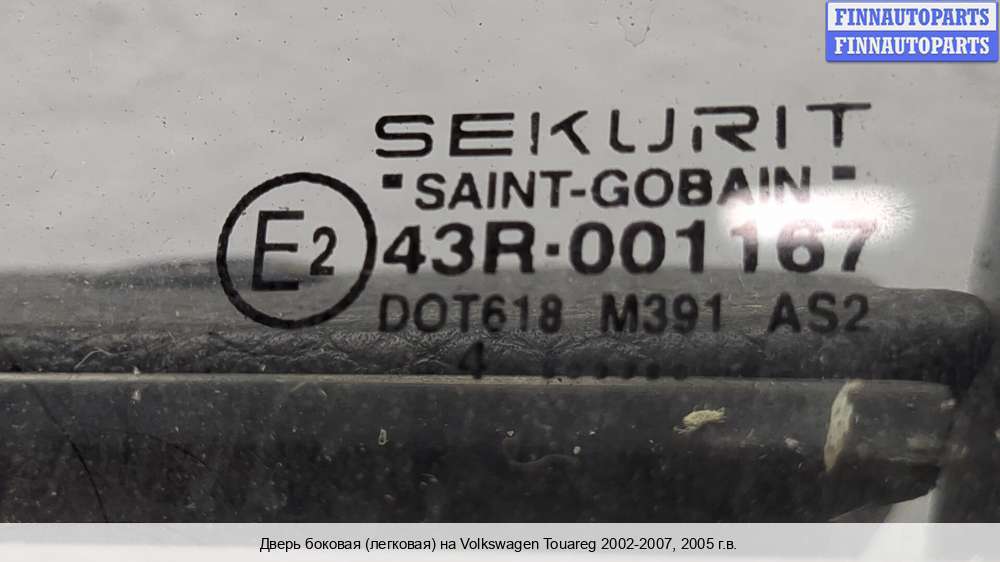 FINNAUTOPARTS
FINNAUTOPARTS
SEKURIT
"SAINT-GOBAIN"
E2
43R-001167
DOT618 M391 AS2
4 ........
Дверь боковая (легковая) на Volkswagen Touareg 2002-2007, 2005 г.в.